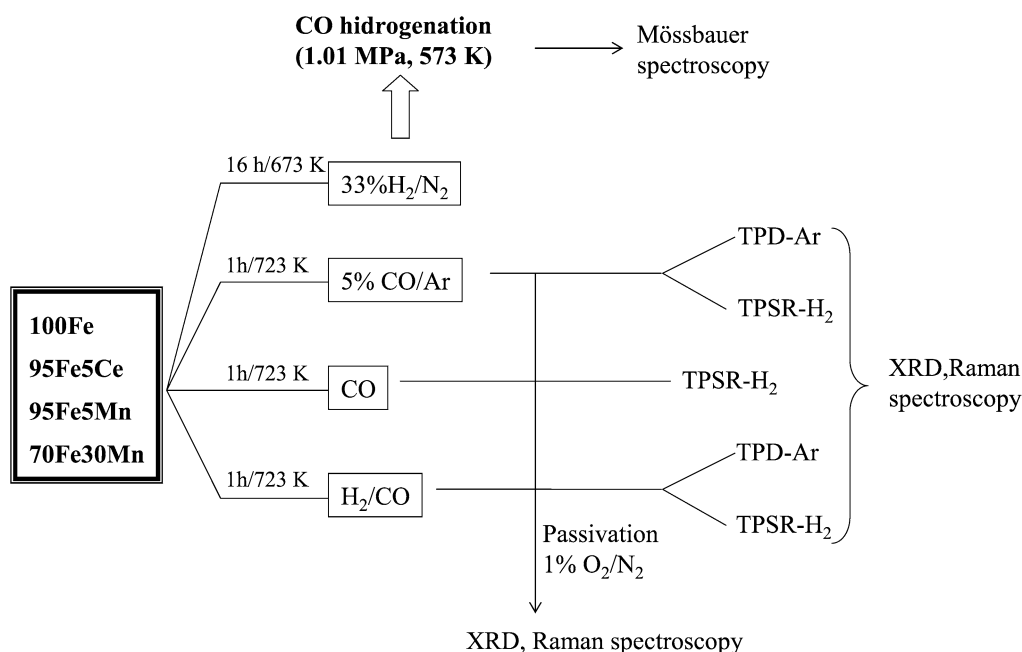 CO hidrogenation
(1.01 MPa, 573 K)
Mössbauer
spectroscopy
16 h/673 K
33%H₂/N₂
1h/723 K
5% CO/Ar
TPD-Ar
TPSR-H₂
100Fe
95Fe5Ce
95Fe5Mn
70Fe30Mn
1h/723 K
CO
TPSR-H₂
XRD,Raman
spectroscopy
1h/723 K
H₂/CO
TPD-Ar
TPSR-H₂
Passivation
1% O₂/N₂
XRD, Raman spectroscopy